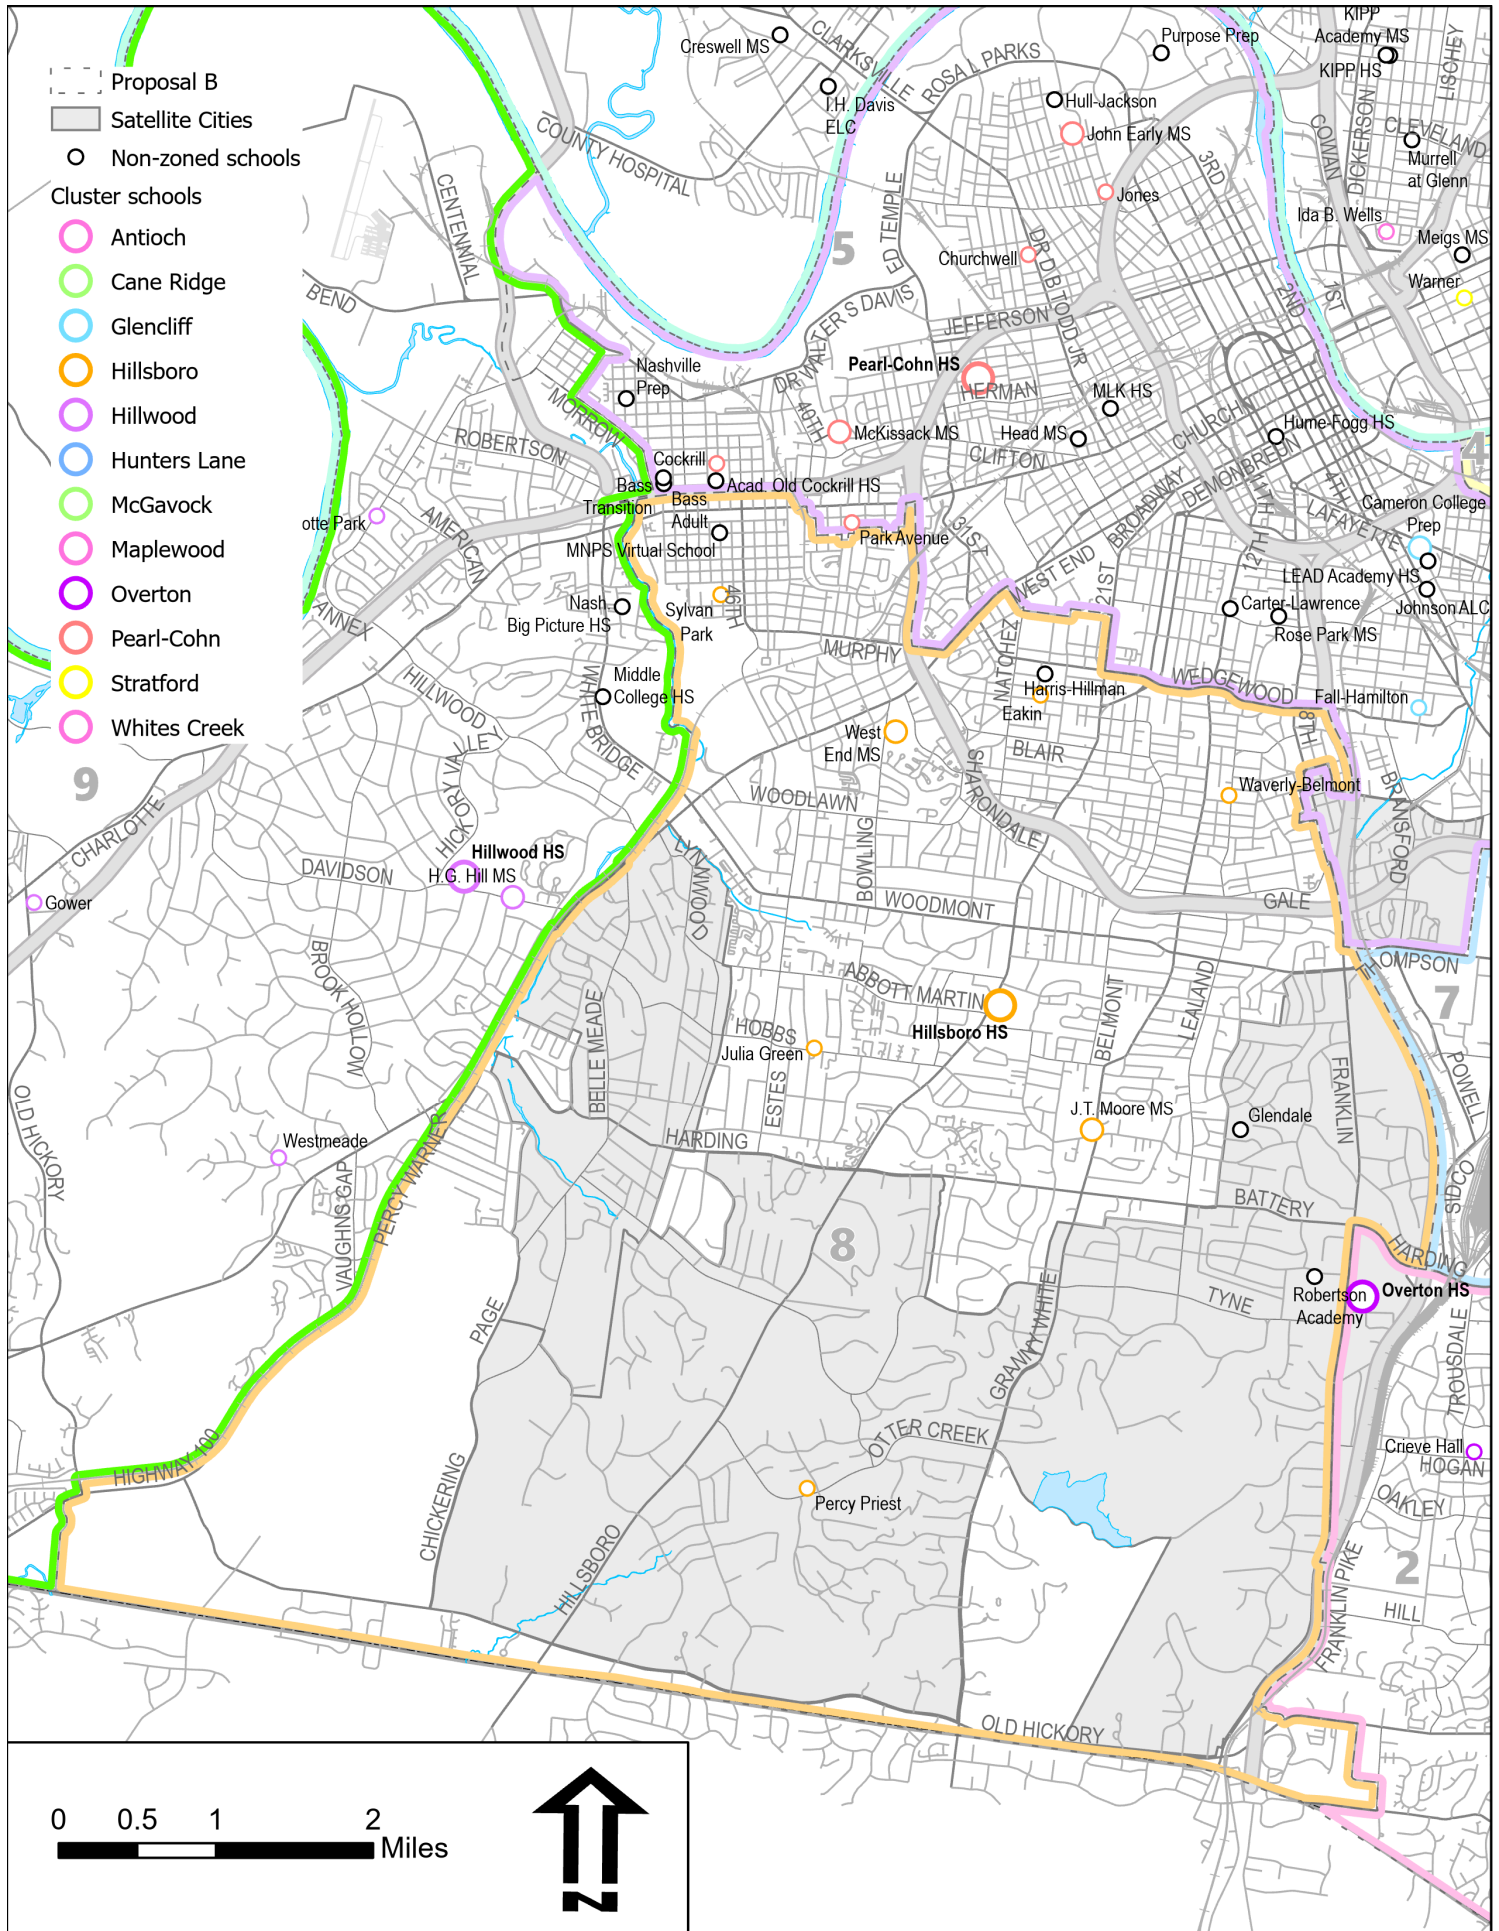 Proposal B
Satellite Cities
Non-zoned schools
Cluster schools
Antioch
Cane Ridge
Glencliff
Hillsboro
Hillwood
Hunters Lane
McGavock
Maplewood
Overton
Pearl-Cohn
Stratford
Whites Creek
Creswell MS
CLARKSVILLE
I.H. Davis
ELC
ROSA L PARKS
Purpose Prep
KIPP
Academy MS
KIPP HS
LISCHEY
DICKERSON
COWAN
CLEVELAND
Murrell
at Glenn
Hull-Jackson
John Early MS
3RD
Jones
Ida B. Wells
Meigs MS
Warner
1ST
2ND
COUNTY HOSPITAL
CENTENNIAL
BEND
5
ED TEMPLE
Churchwell
DR D B TODD JR
DR WALTER S DAVIS
JEFFERSON
Pearl-Cohn HS
HERMAN
MLK HS
Nashville
Prep
MORROW
ROBERTSON
40TH
McKissack MS
Head MS
CLIFTON
CHURCH
Hume-Fogg HS
DEMONBREUN
BROADWAY
11TH
12TH
4TH
LAFAYETTE
4
Cockrill
Bass
Transition
Bass
Adult
Acad. Old Cockrill HS
otte Park
AMERICAN
ANNEX
MNPS Virtual School
Park Avenue
31ST
WEST END
21ST
Cameron College
Prep
LEAD Academy HS
Johnson ALC
Carter-Lawrence
Rose Park MS
Nash.
Big Picture HS
Sylvan
Park
46TH
MURPHY
NATCHEZ
Harris-Hillman
Eakin
WEDGEWOOD
Fall-Hamilton
8TH
Middle
College HS
WHITE BRIDGE
HILLWOOD
HICKORY VALLEY
West
End MS
BLAIR
SHARONDALE
WOODLAWN
BOWLING
Waverly-Belmont
BRANSFORD
9
CHARLOTTE
DAVIDSON
Hillwood HS
H.G. Hill MS
LYNNWOOD
WOODMONT
GALE
Gower
BROOK HOLLOW
ABBOTT MARTIN
Hillsboro HS
THOMPSON
7
HOBBS
Julia Green
BELLE MEADE
ESTES
BELMONT
LEALAND
FRANKLIN
POWELL
OLD HICKORY
Westmeade
VAUGHNS GAP
PERCY WARNER
HARDING
J.T. Moore MS
Glendale
BATTERY
SIDCO
HARDING
8
TYNE
Robertson
Academy
Overton HS
GRANNY WHITE
PAGE
TROUSDALE
OTTER CREEK
Crieve Hall
HOGAN
OAKLEY
HIGHWAY 100
CHICKERING
Percy Priest
HILLSBORO
2
HILL
FRANKLIN PIKE
OLD HICKORY
0 0.5 1 2
Miles
N